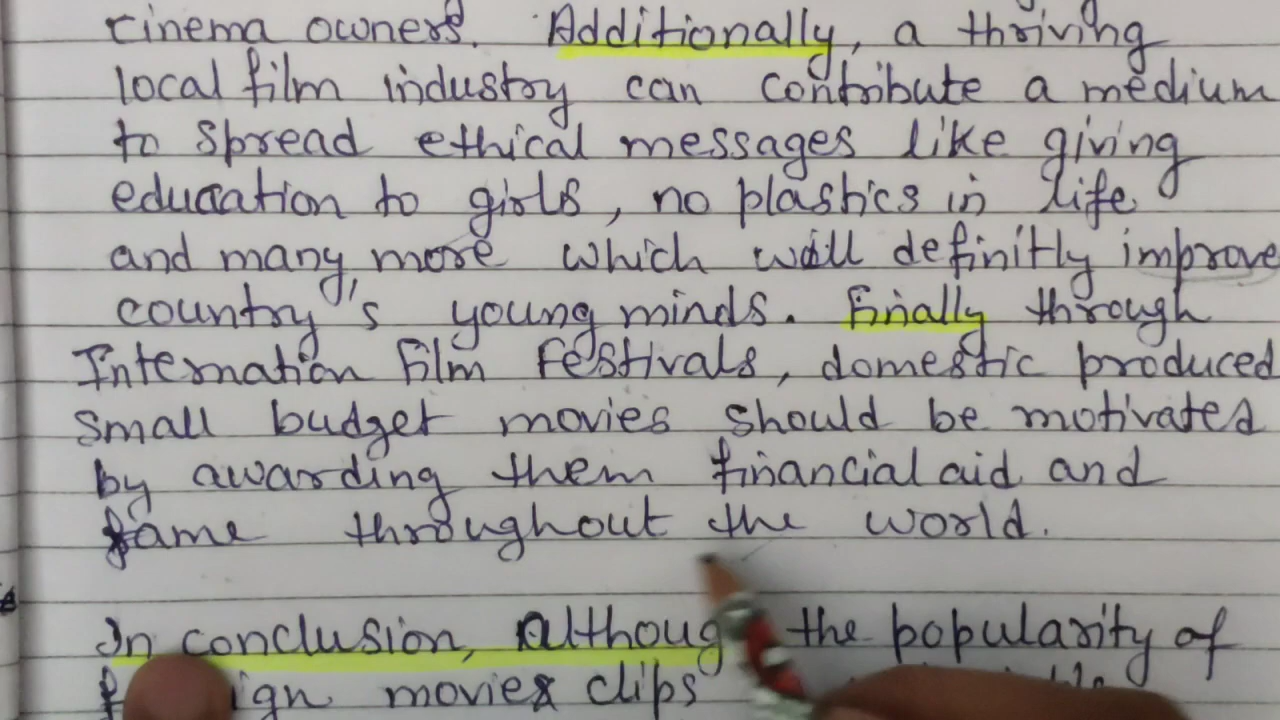 cinema owners. Additionally, a thriving
local film industry can contribute a medium
to spread ethical messages like giving
education to girls, no plastics in life
and many more which will definitly improve
country's young minds. Finally through
Internation Film Festivals, domestic produced
small budget movies should be motivated
by awarding them financial aid and
fame throughout the world.
In conclusion, althoug the popularity of
movies clips